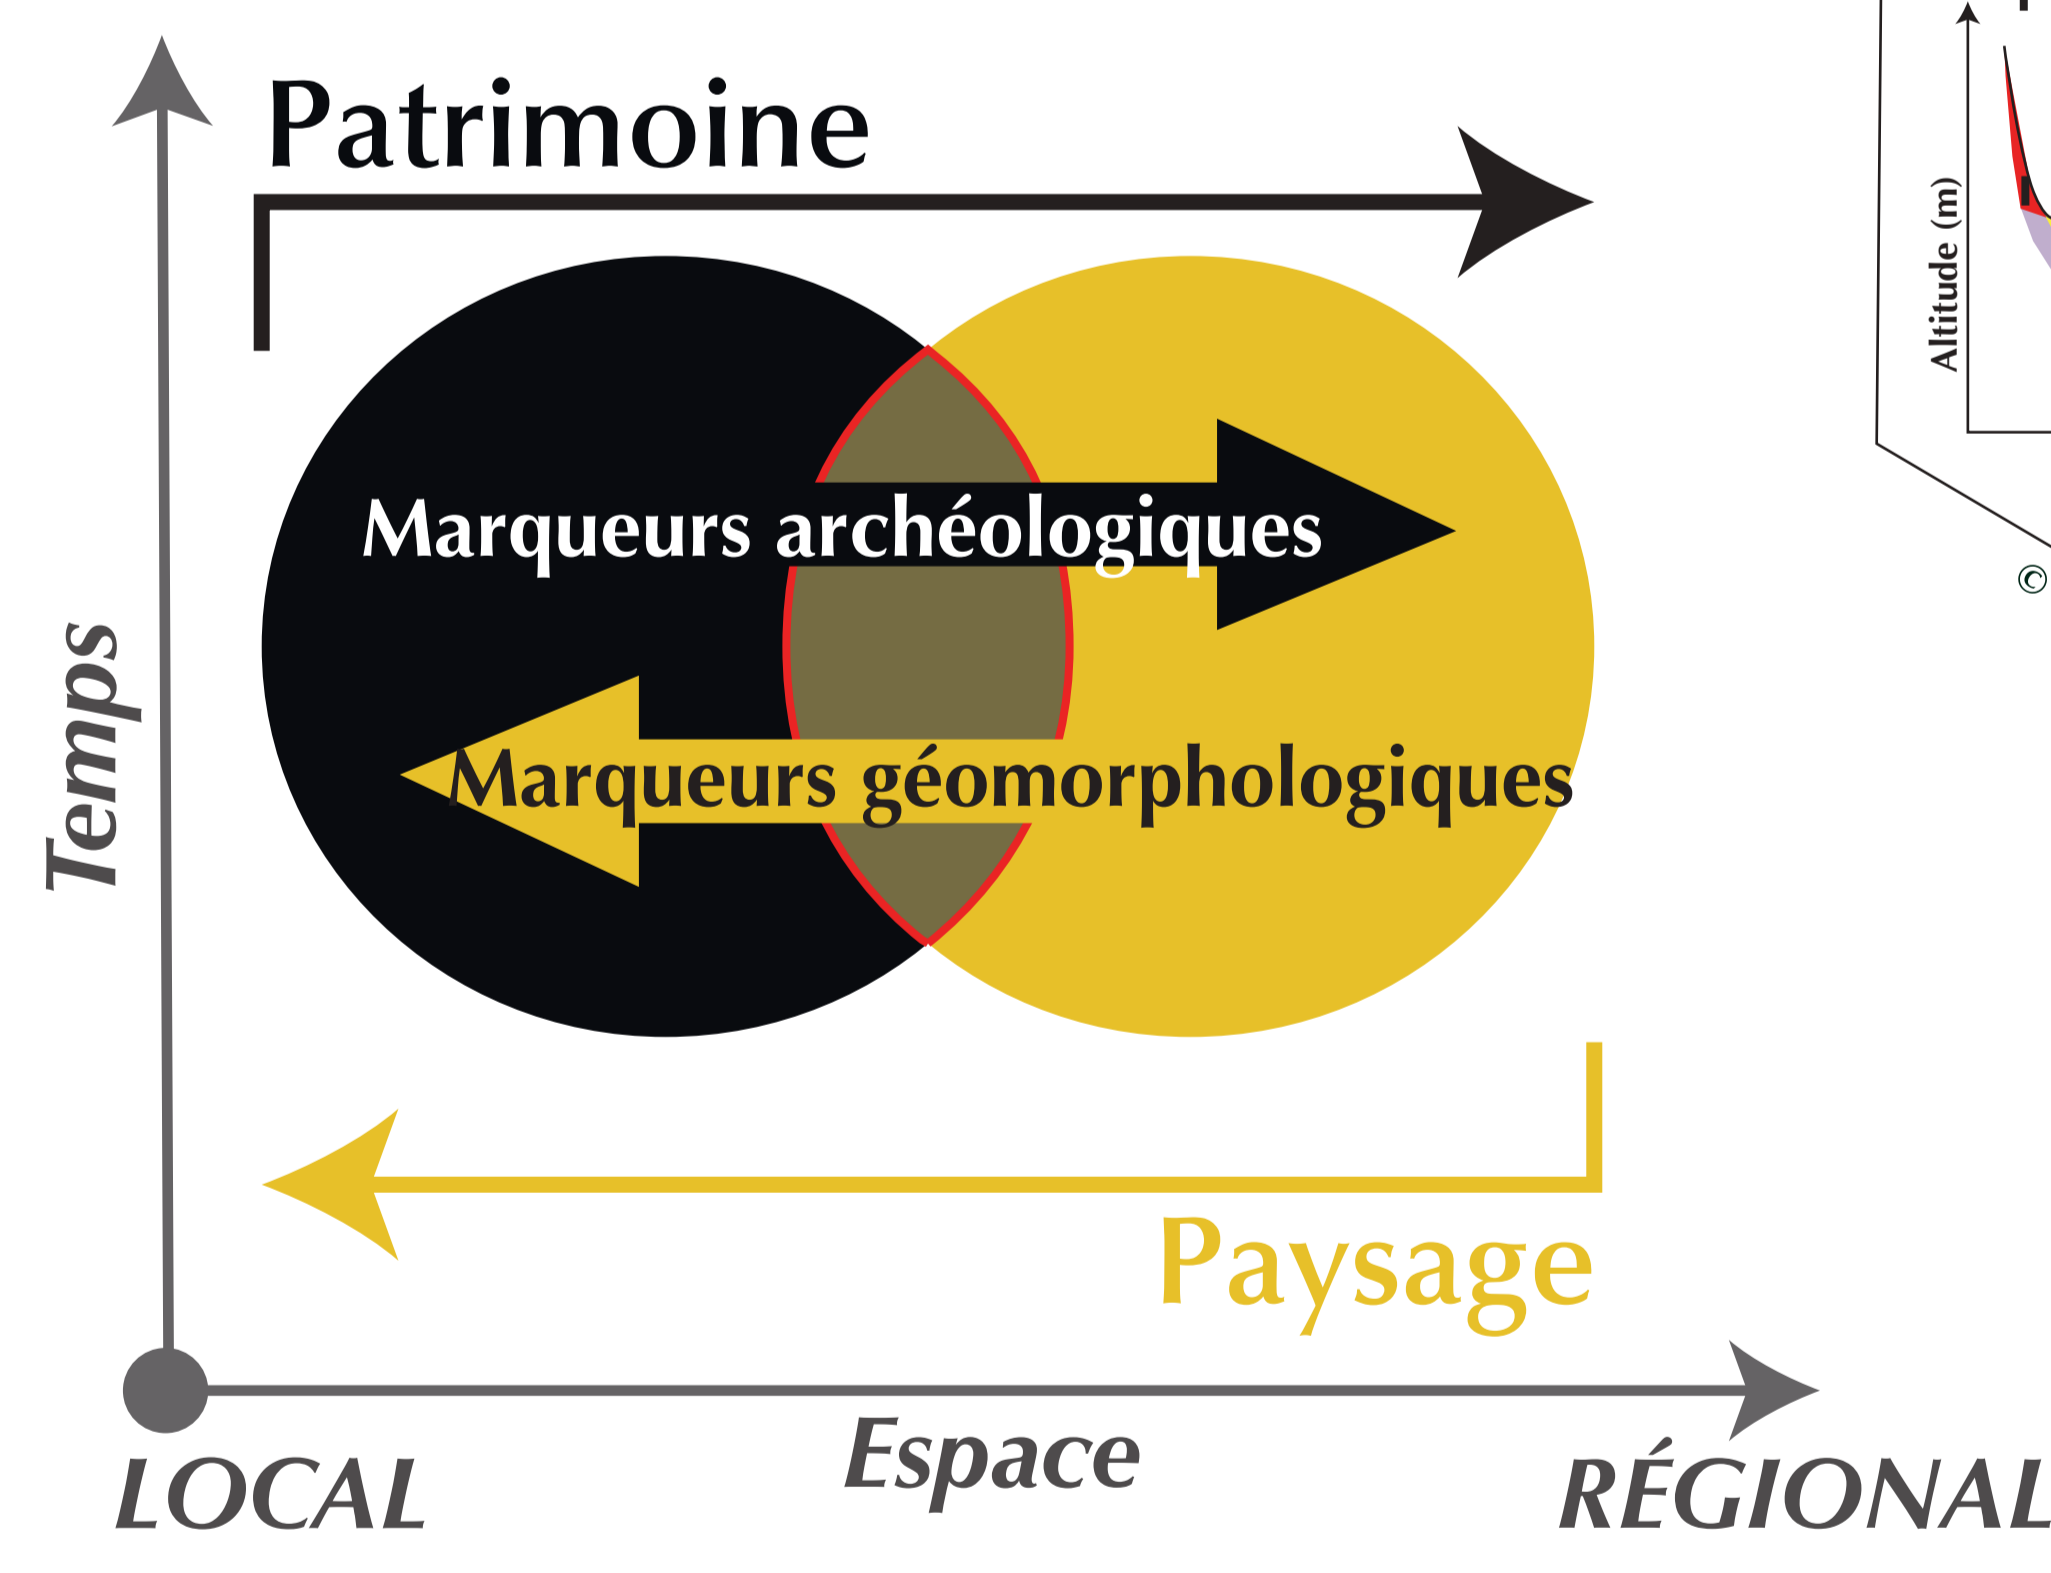 Patrimoine
Altitude (m)
Marqueurs archéologiques
©
Temps
Marqueurs géomorphologiques
Paysage
Espace
LOCAL
RÉGIONAL